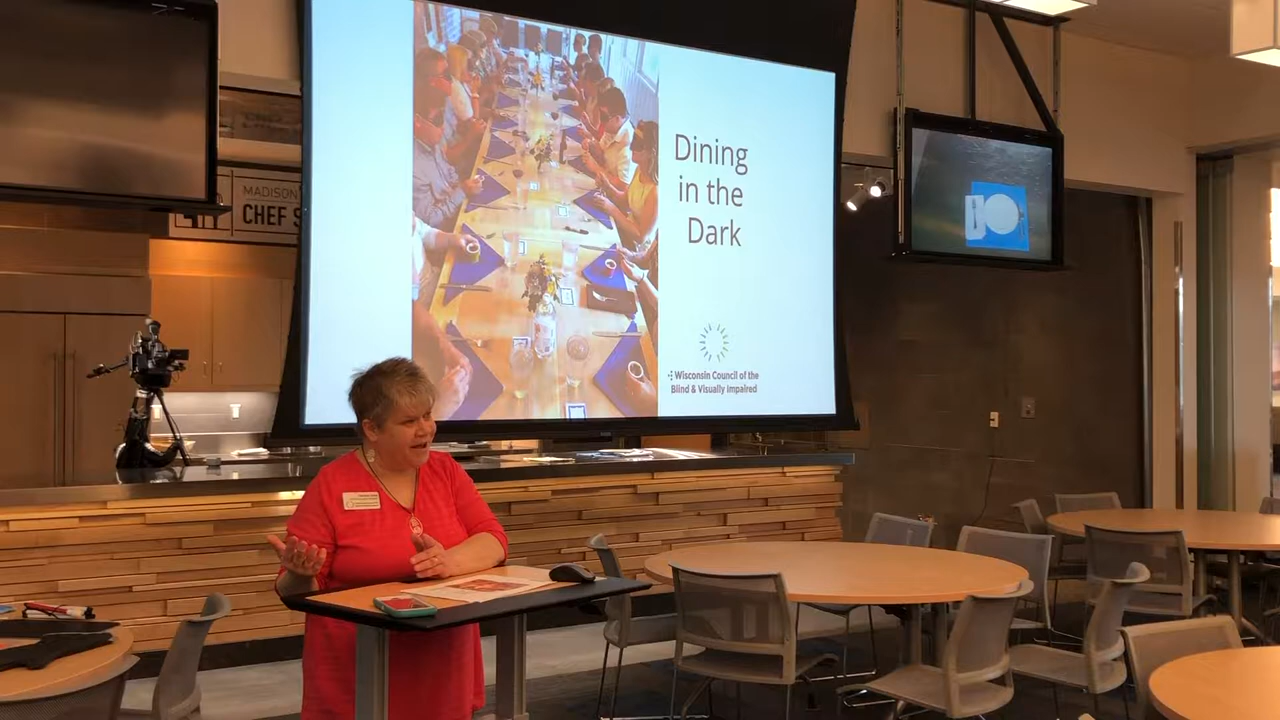 MADISON
CHEF S
Dining
in the
Dark
Wisconsin Council of the
Blind & Visually Impaired